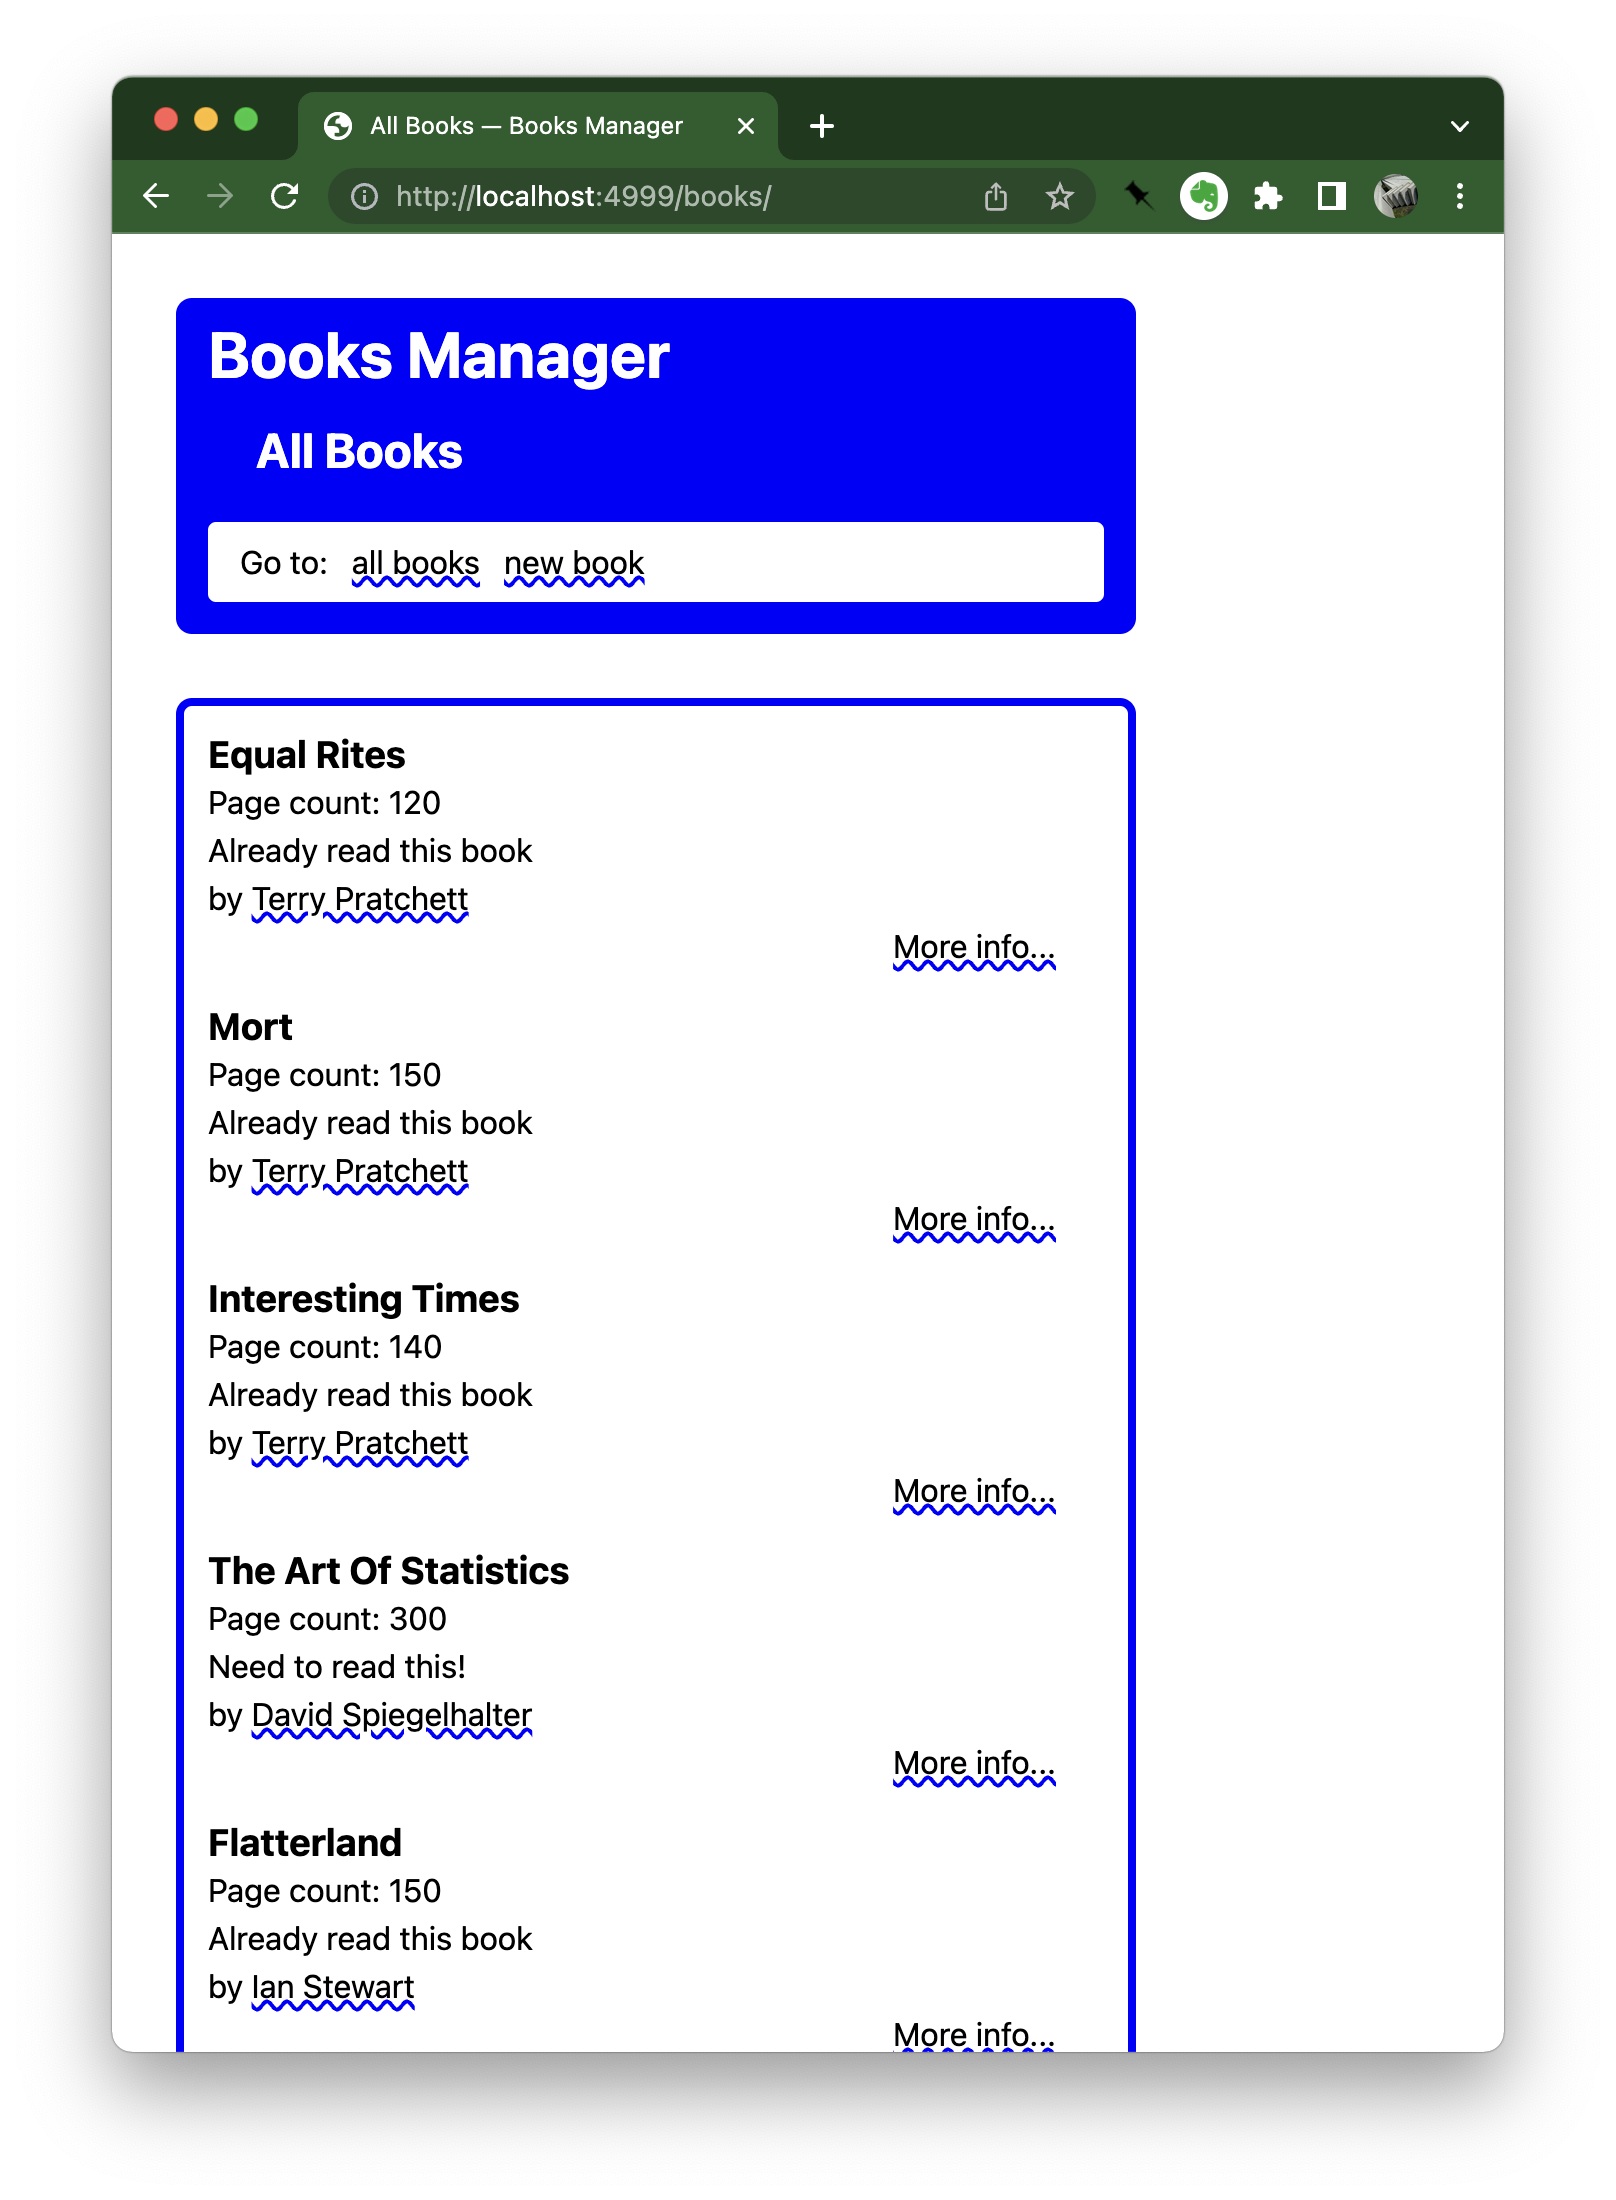 All Books — Books Manager
http://localhost:4999/books/
Books Manager
All Books
Go to: all books new book
Equal Rites
Page count: 120
Already read this book
by Terry Pratchett
More info...
Mort
Page count: 150
Already read this book
by Terry Pratchett
More info...
Interesting Times
Page count: 140
Already read this book
by Terry Pratchett
More info...
The Art Of Statistics
Page count: 300
Need to read this!
by David Spiegelhalter
More info...
Flatterland
Page count: 150
Already read this book
by Ian Stewart
More info...